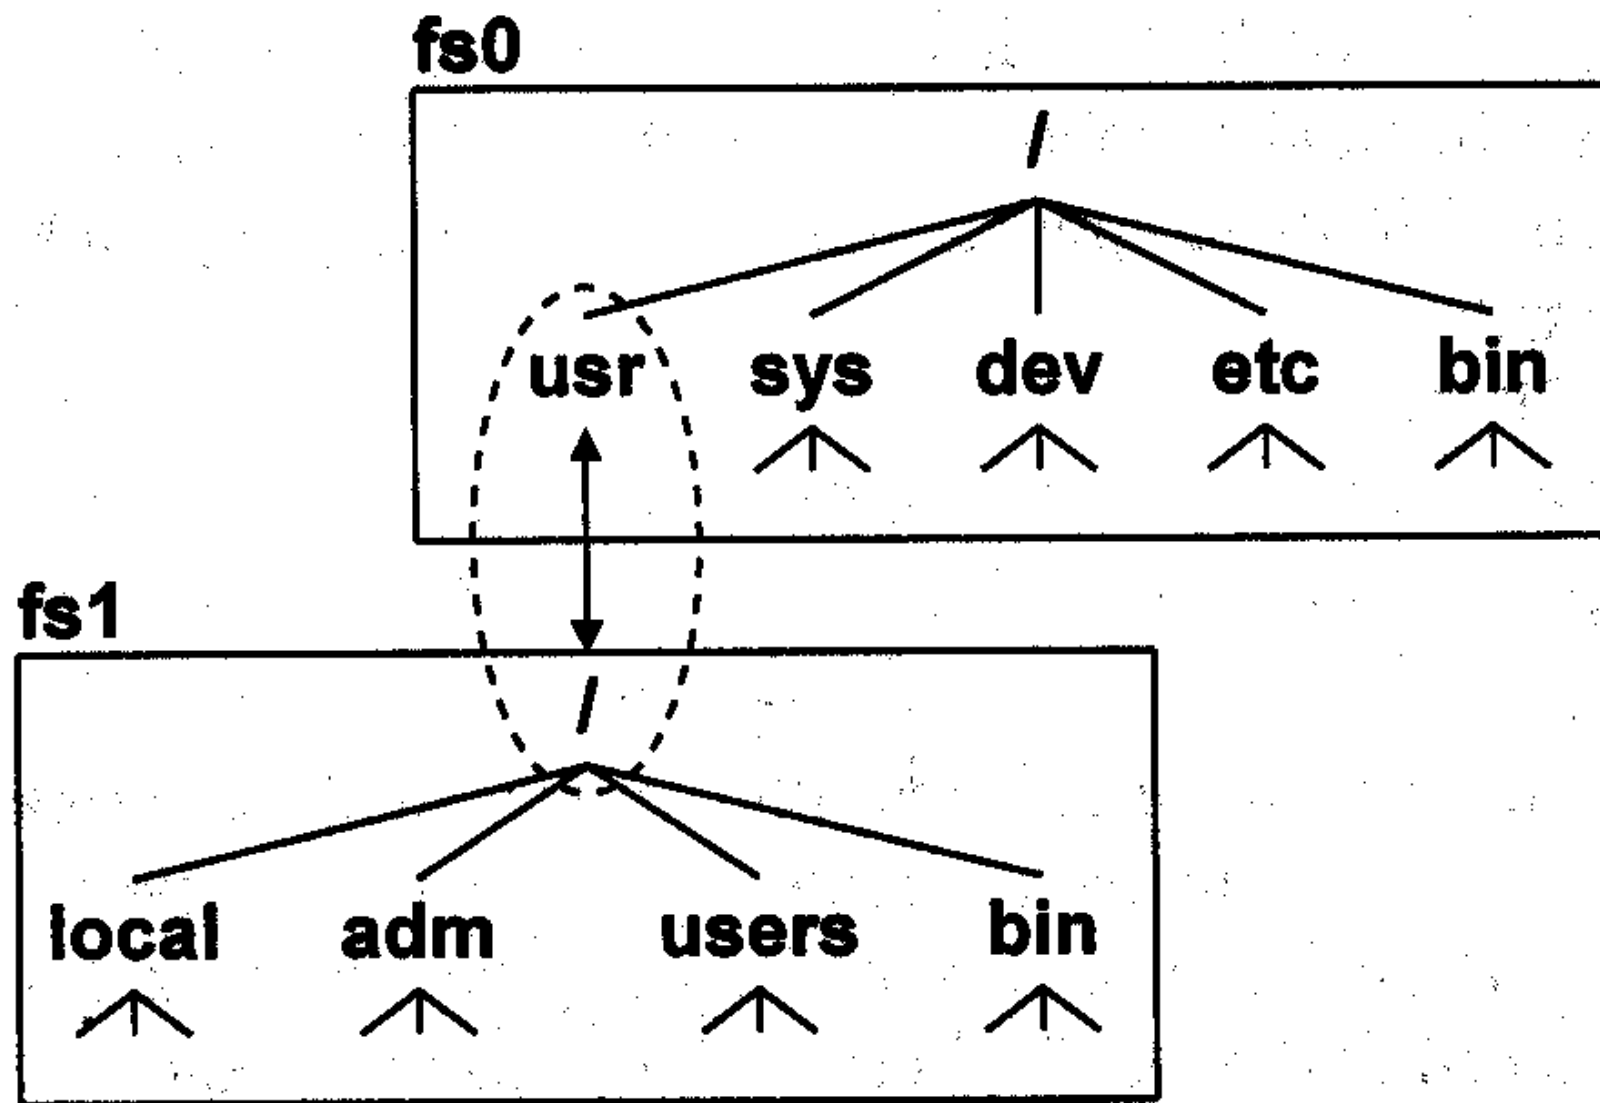 fs0
/
usr sys dev etc bin
fs1
/
local adm users bin